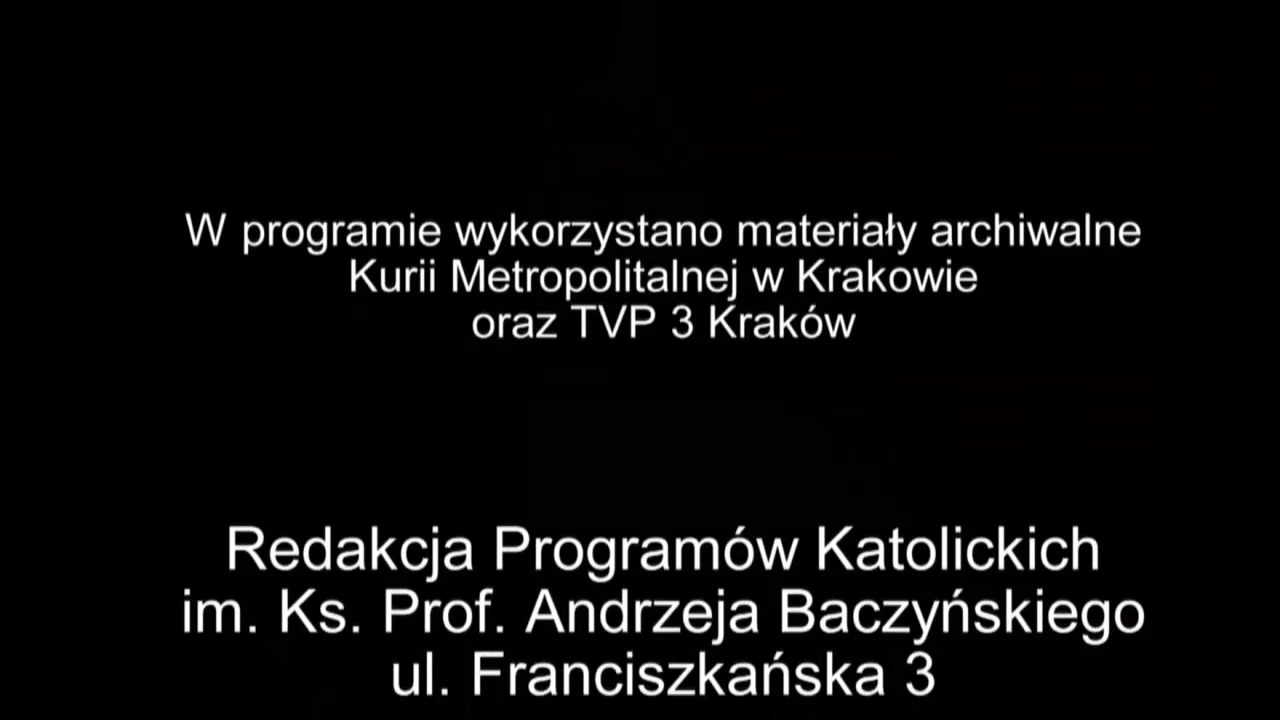 W programie wykorzystano materiały archiwalne
Kurii Metropolitalnej w Krakowie
oraz TVP 3 Kraków
Redakcja Programów Katolickich
im. Ks. Prof. Andrzeja Baczyńskiego
ul. Franciszkańska 3